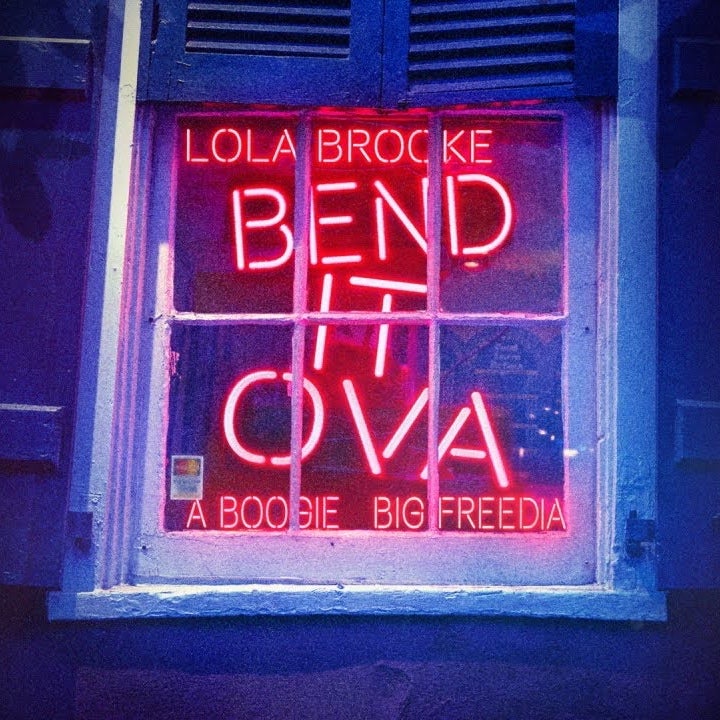 LOLA BROOKE
BEND
IT
OVA
A BOOGIE BIG FREEDIA